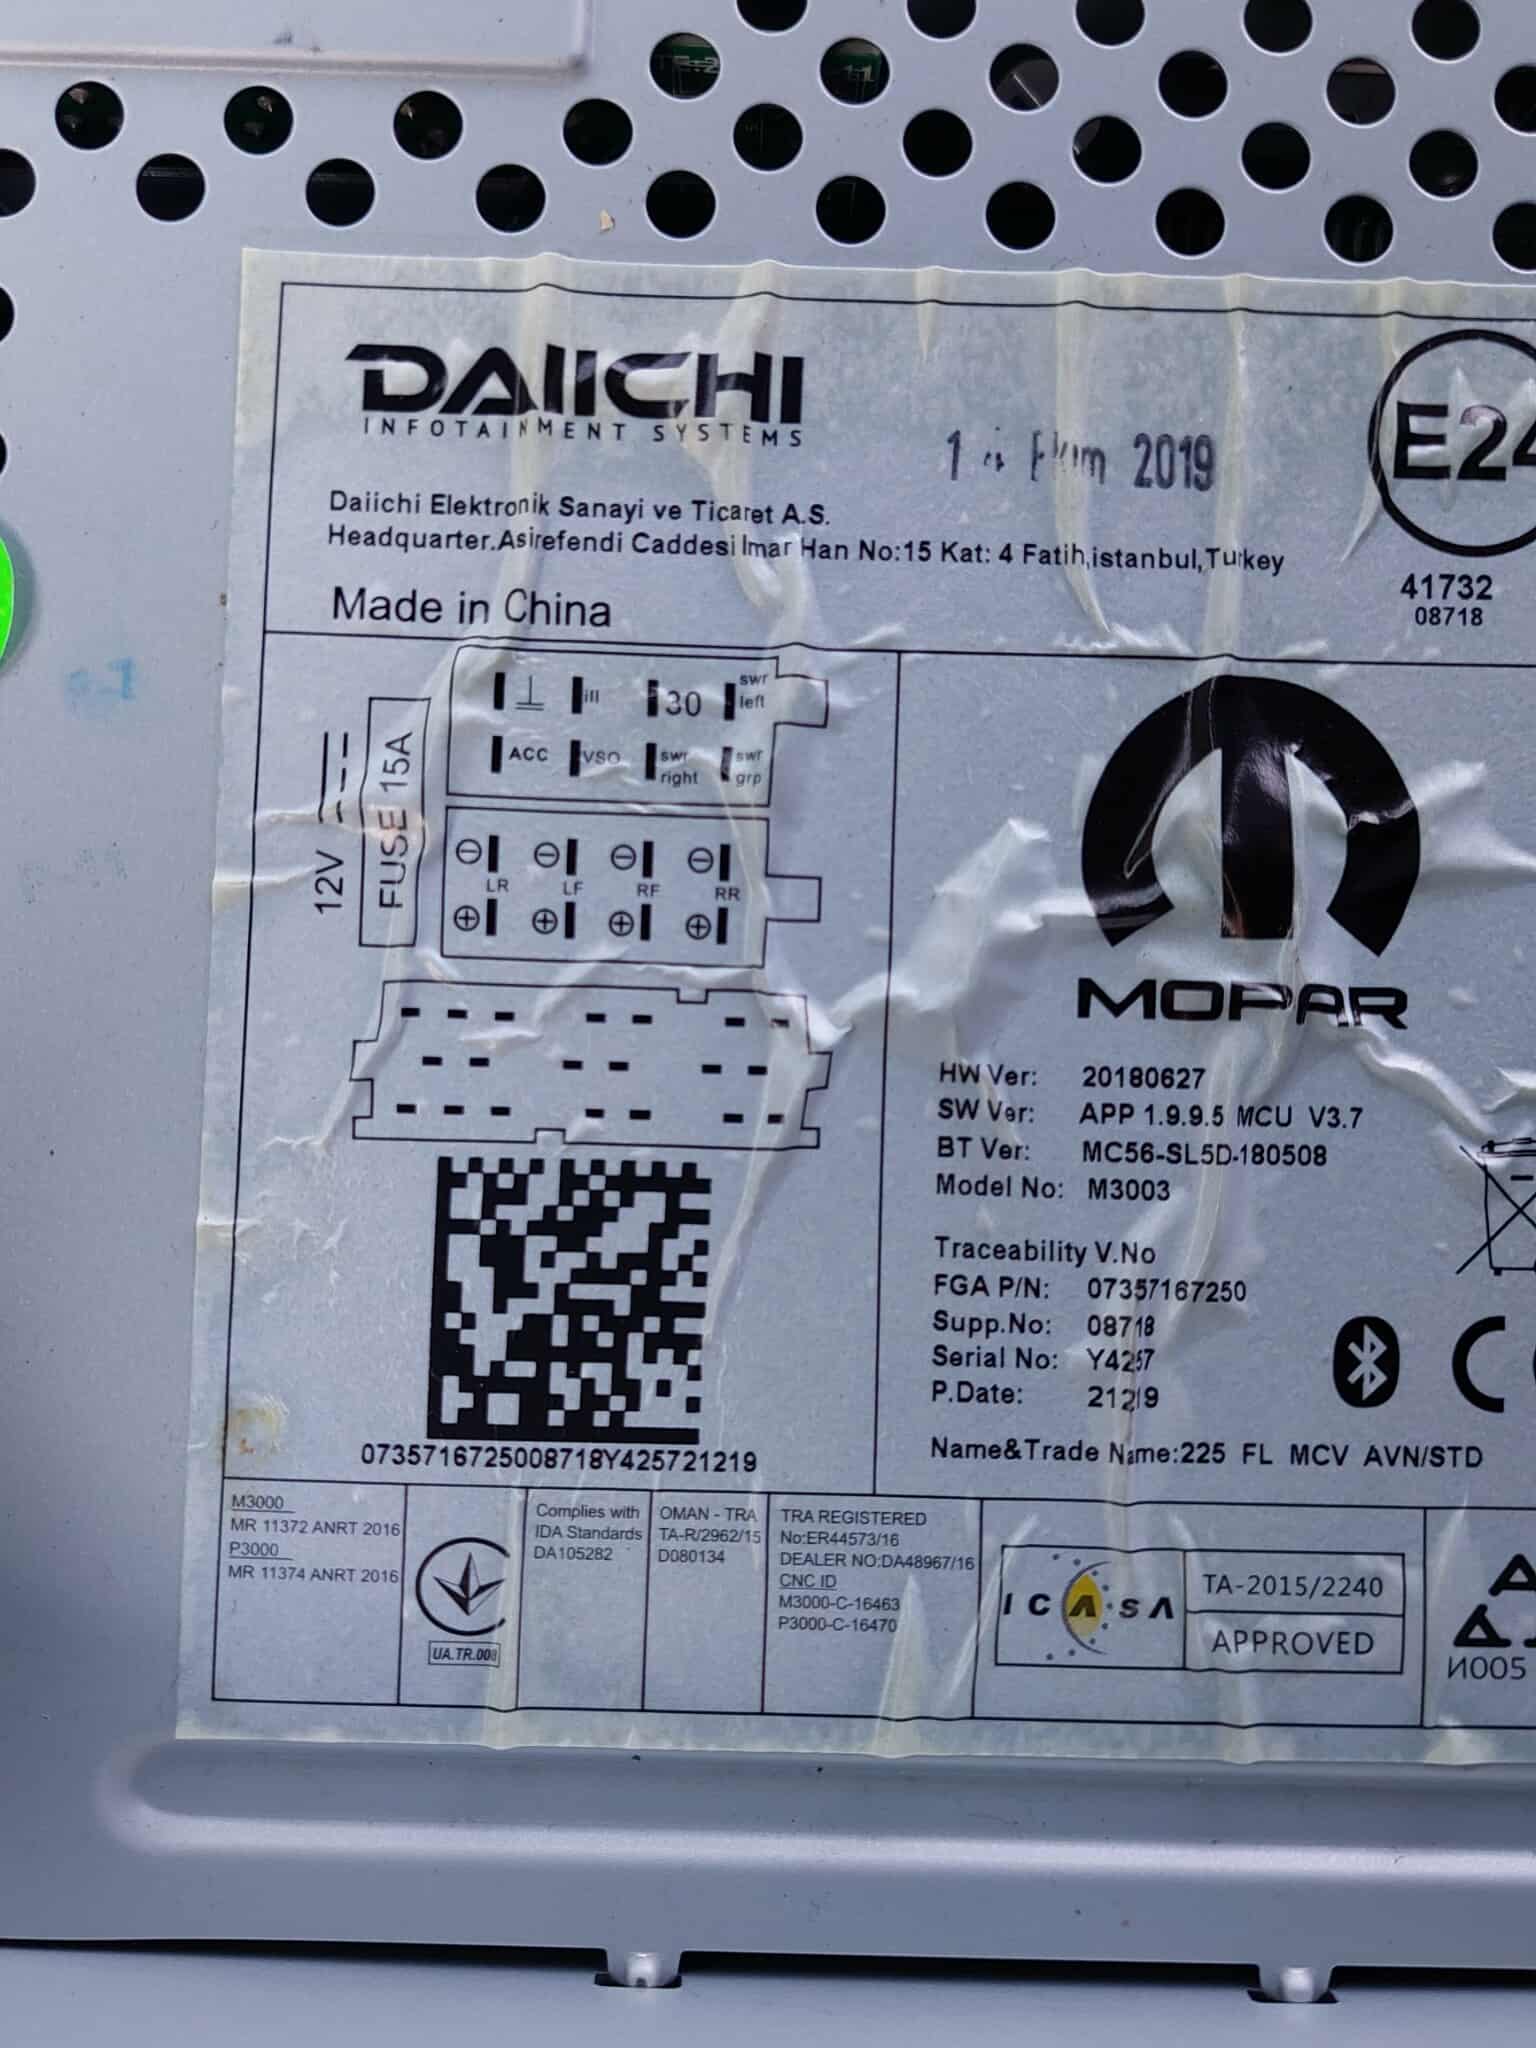 DAIICHI
INFOTAINMENT SYSTEMS
2019
E24
Daiichi Elektronik Sanayi ve Ticaret A.S.
Headquarter.Asirefendi Caddesi Imar Han No:15 Kat: 4 Fatih,istanbul,Turkey
41732
08718
Made in China
12V
FUSE 15A
ill
30
swr left
ACC
VSO
swr right
swr grp
LR LF RF RR
MOPAR
HW Ver: 20180627
SW Ver: APP 1.9.9.5 MCU V3.7
BT Ver: MC56-SL5D-180508
Model No: M3003
Traceability V.No
FGA P/N: 07357167250
Supp.No: 08718
Serial No: Y4257
P.Date: 21219
Name&Trade Name:225 FL MCV AVN/STD
0735716725008718Y425721219
M3000
MR 11372 ANRT 2016
P3000
MR 11374 ANRT 2016
UA.TR.008
Complies with
IDA Standards
DA105282
OMAN - TRA
TA-R/2962/15
D080134
TRA REGISTERED
No:ER44573/16
DEALER NO:DA48967/16
CNC ID
M3000-C-16463
P3000-C-16470
ICASA
TA-2015/2240
APPROVED
И005